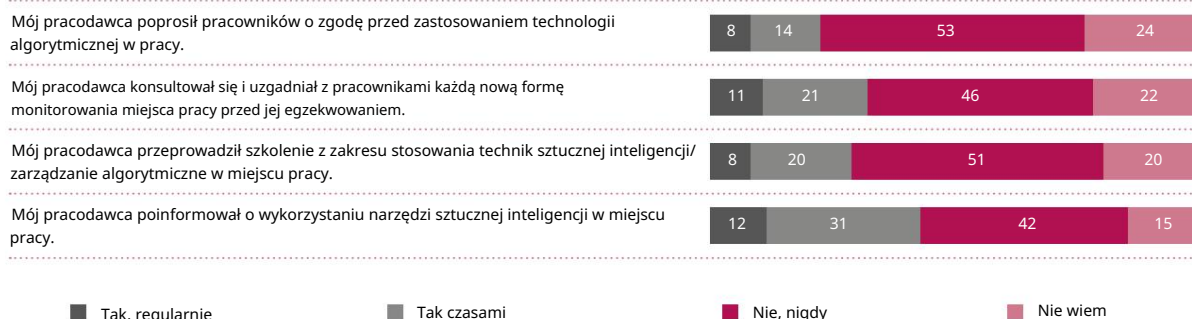 Mój pracodawca poprosił pracowników o zgodę przed zastosowaniem technologii
algorytmicznej w pracy.
8 14 53 24
Mój pracodawca konsultował się i uzgadniał z pracownikami każdą nową formę
monitorowania miejsca pracy przed jej egzekwowaniem.
11 21 46 22
Mój pracodawca przeprowadził szkolenie z zakresu stosowania technik sztucznej inteligencji/
zarządzanie algorytmiczne w miejscu pracy.
8 20 51 20
Mój pracodawca poinformował o wykorzystaniu narzędzi sztucznej inteligencji w miejscu
pracy.
12 31 42 15
Tak, regularnie Tak czasami Nie, nigdy Nie wiem